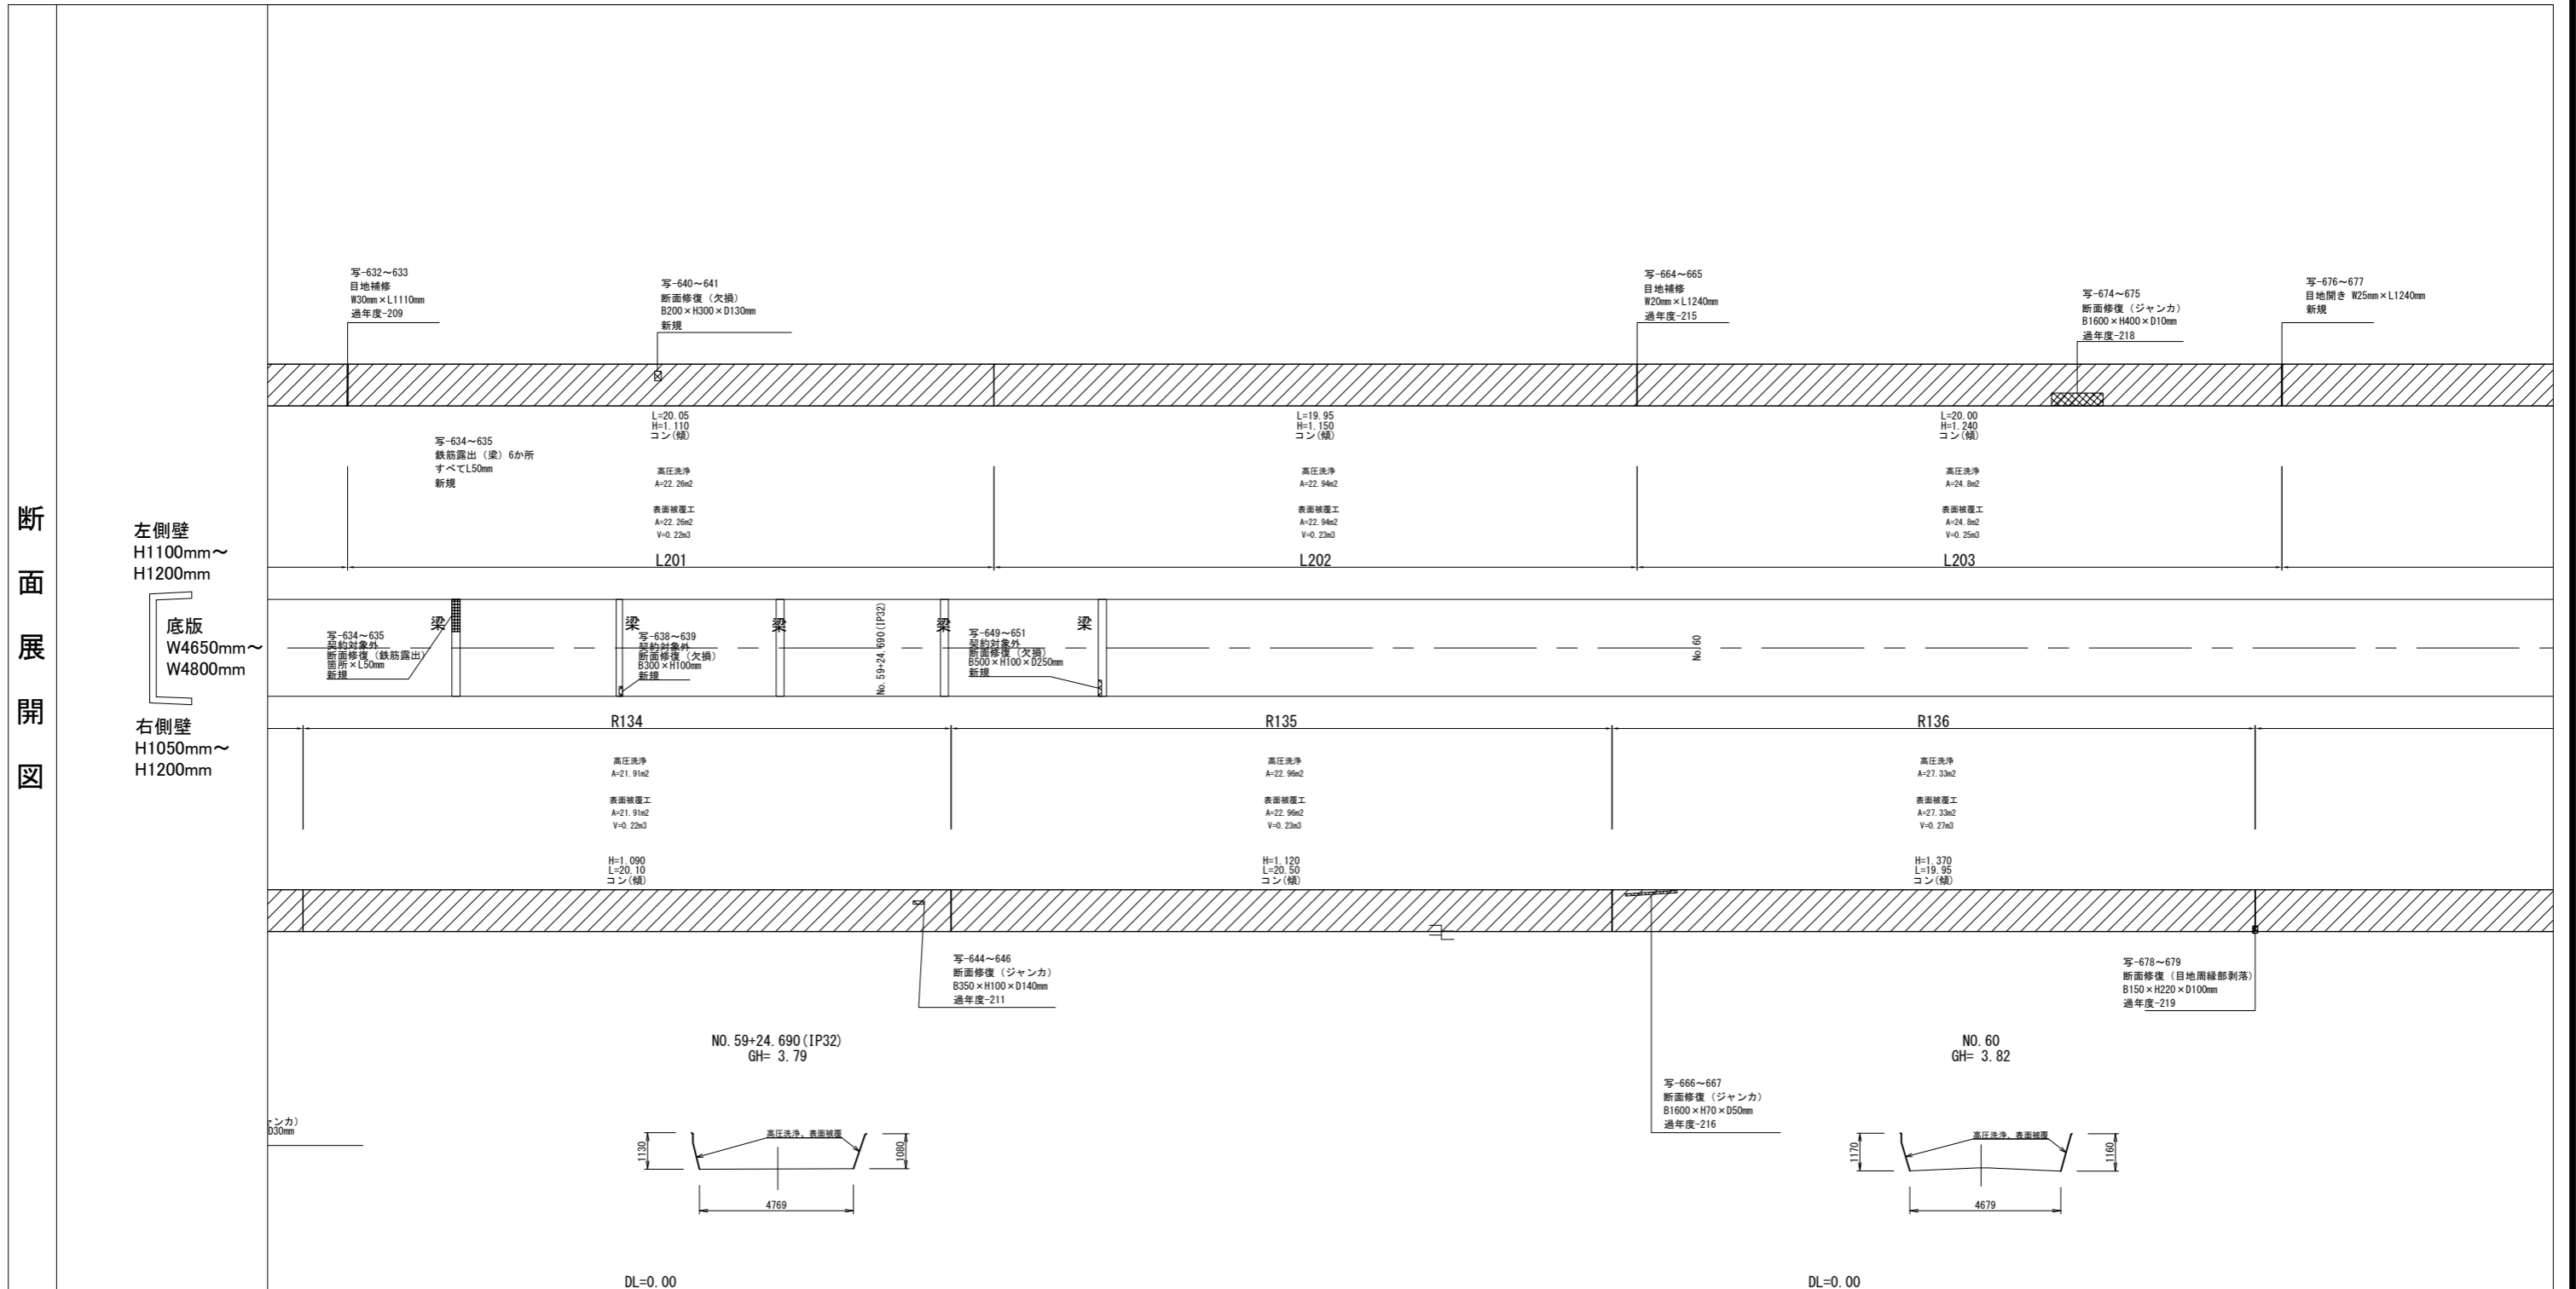 断面展開図
左側壁
H1100mm~
H1200mm
底版
W4650mm~
W4800mm
右側壁
H1050mm~
H1200mm
写-632~633
目地補修
W30mm×L1110mm
過年度-209
写-640~641
断面修復（欠損）
B200×H300×D130mm
新規
写-664~665
目地補修
W20mm×L1240mm
過年度-215
写-674~675
断面修復（ジャンカ）
B1600×H400×D10mm
過年度-218
写-676~677
目地開き W25mm×L1240mm
新規
写-634~635
鉄筋露出（梁）6か所
すべてL50mm
新規
L=20.05
H=1.110
コン(傾)
高圧洗浄
A=22.26m2
表面被覆工
A=22.26m2
V=0.22m3
L201
L=19.95
H=1.150
コン(傾)
高圧洗浄
A=22.94m2
表面被覆工
A=22.94m2
V=0.23m3
L202
L=20.00
H=1.240
コン(傾)
高圧洗浄
A=24.8m2
表面被覆工
A=24.8m2
V=0.25m3
L203
写-634~635
契約対象外
断面修復（鉄筋露出）
箇所×L50mm
新規
梁
梁
写-638~639
契約対象外
断面修復（欠損）
B300×H100mm
新規
梁
No.59+24.690(IP32)
梁
写-649~651
契約対象外
断面修復（欠損）
B500×H100×D250mm
新規
梁
No.60
R134
高圧洗浄
A=21.91m2
表面被覆工
A=21.91m2
V=0.22m3
H=1.090
L=20.10
コン(傾)
R135
高圧洗浄
A=22.96m2
表面被覆工
A=22.96m2
V=0.23m3
H=1.120
L=20.50
コン(傾)
R136
高圧洗浄
A=27.33m2
表面被覆工
A=27.33m2
V=0.27m3
H=1.370
L=19.95
コン(傾)
写-644~646
断面修復（ジャンカ）
B350×H100×D140mm
過年度-211
写-678~679
断面修復（目地周縁部剥落）
B150×H220×D100mm
過年度-219
写-666~667
断面修復（ジャンカ）
B1600×H70×D50mm
過年度-216
ンカ）
D30mm
NO.59+24.690(IP32)
GH= 3.79
高圧洗浄、表面被覆
1130
1080
4769
DL=0.00
NO.60
GH= 3.82
高圧洗浄、表面被覆
1170
1160
4679
DL=0.00